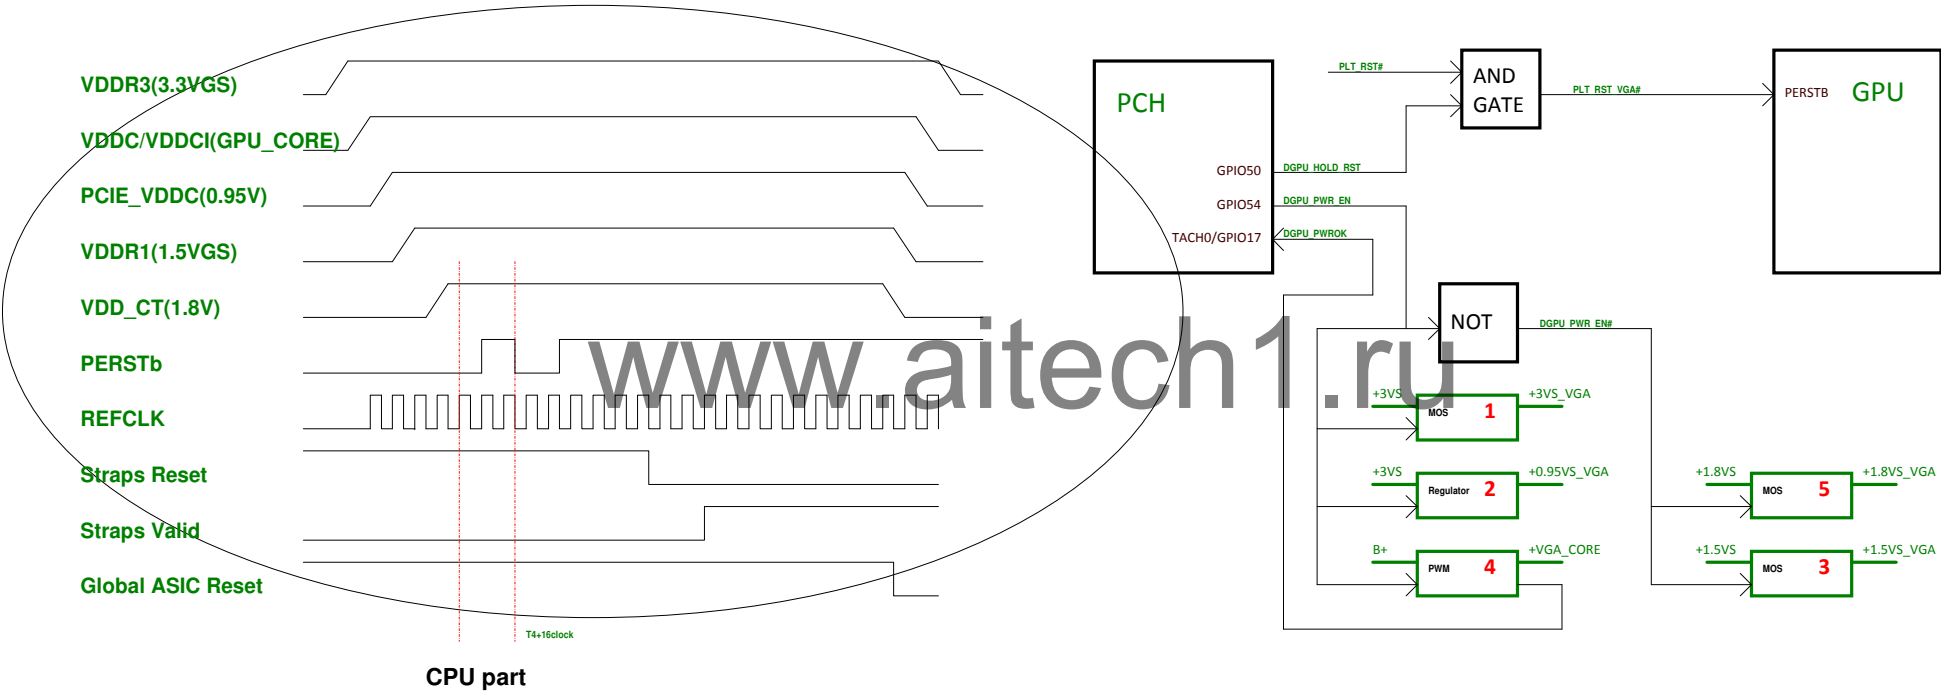 VDDR3(3.3VGS)
VDDC/VDDCI(GPU_CORE)
PCIE_VDDC(0.95V)
VDDR1(1.5VGS)
VDD_CT(1.8V)
PERSTb
REFCLK
Straps Reset
Straps Valid
Global ASIC Reset
T4+16clock
CPU part
PCH
GPIO50
GPIO54
TACH0/GPIO17
DGPU_HOLD_RST
DGPU_PWR_EN
DGPU_PWROK
PLT_RST#
AND
GATE
PLT_RST_VGA#
PERSTB
GPU
NOT
DGPU_PWR_EN#
+3VS
MOS
1
+3VS_VGA
+3VS
Regulator
2
+0.95VS_VGA
B+
PWM
4
+VGA_CORE
+1.8VS
MOS
5
+1.8VS_VGA
+1.5VS
MOS
3
+1.5VS_VGA
www.aitech1.ru